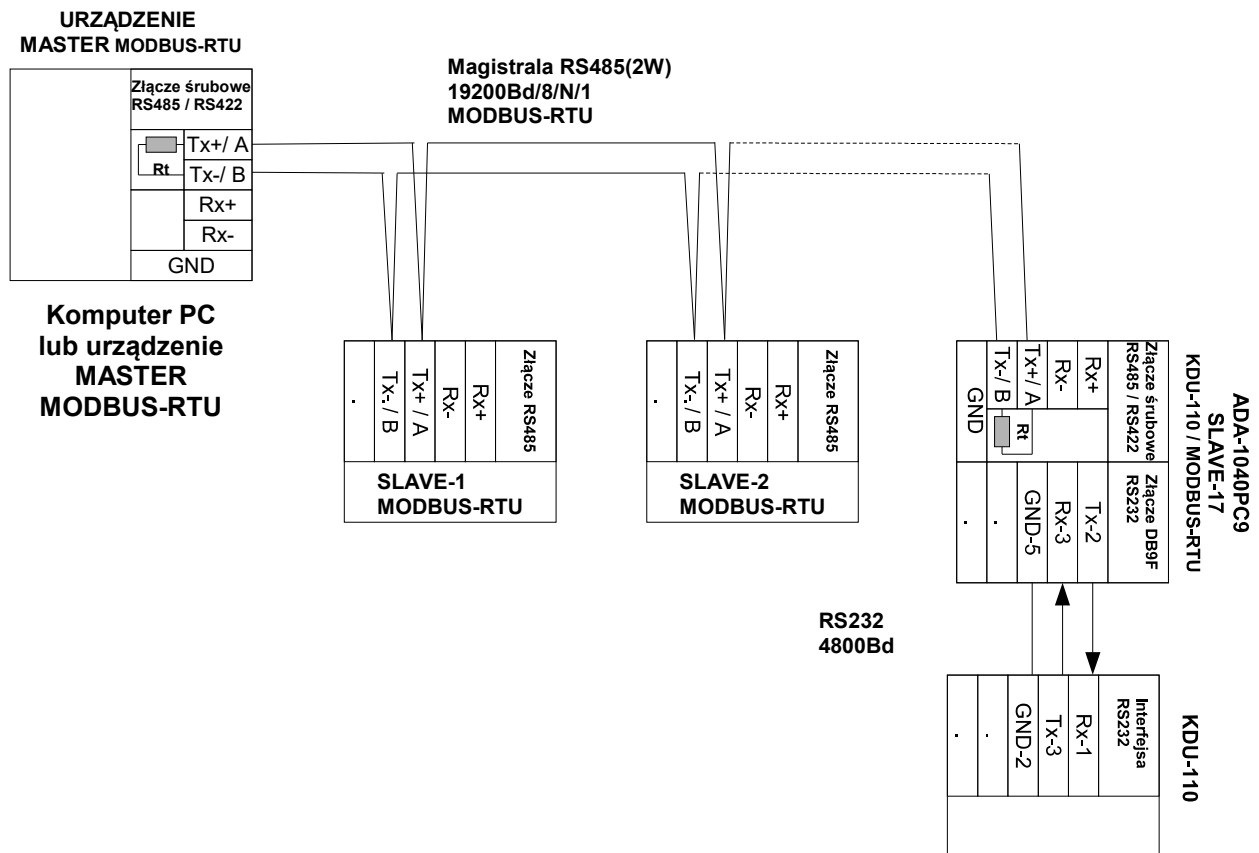 URZĄDZENIE
MASTER MODBUS-RTU
Złącze śrubowe
RS485 / RS422
Tx+/ A
Rt
Tx-/ B
Rx+
Rx-
GND
Komputer PC
lub urządzenie
MASTER
MODBUS-RTU
Magistrala RS485(2W)
19200Bd/8/N/1
MODBUS-RTU
.
Tx-. / B
Tx+ / A
Rx-
Rx+
Złącze RS485
SLAVE-1
MODBUS-RTU
.
Tx-. / B
Tx+ / A
Rx-
Rx+
Złącze RS485
SLAVE-2
MODBUS-RTU
GND
Tx-/ B
Tx+/ A
Rx-
Rx+
Rt
Złącze śrubowe
RS485 / RS422
.
.
GND-5
Rx-3
Tx-2
Złącze DB9F
RS232
ADA-1040PC9
SLAVE-17
KDU-110 / MODBUS-RTU
RS232
4800Bd
.
.
GND-2
Tx-3
Rx-1
Interfejsa
RS232
KDU-110